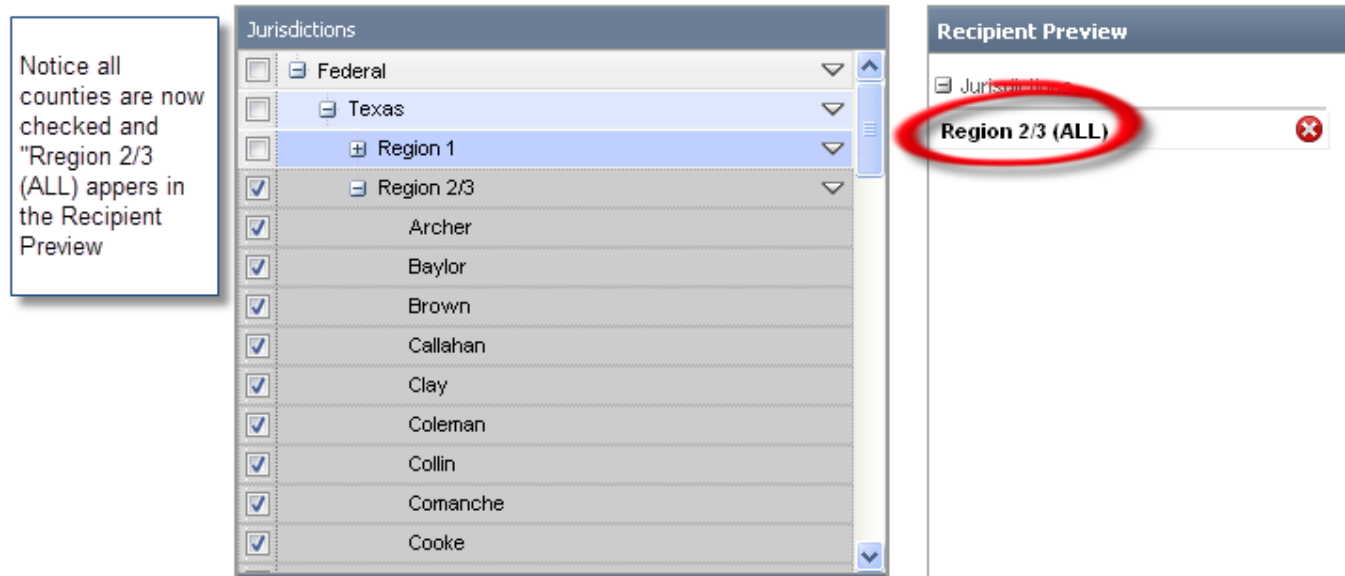 Notice all
counties are now
checked and
"Rregion 2/3
(ALL) appers in
the Recipient
Preview
Jurisdictions
Federal
Texas
Region 1
Region 2/3
Archer
Baylor
Brown
Callahan
Clay
Coleman
Collin
Comanche
Cooke
Recipient Preview
Jurisdictions
Region 2/3 (ALL)